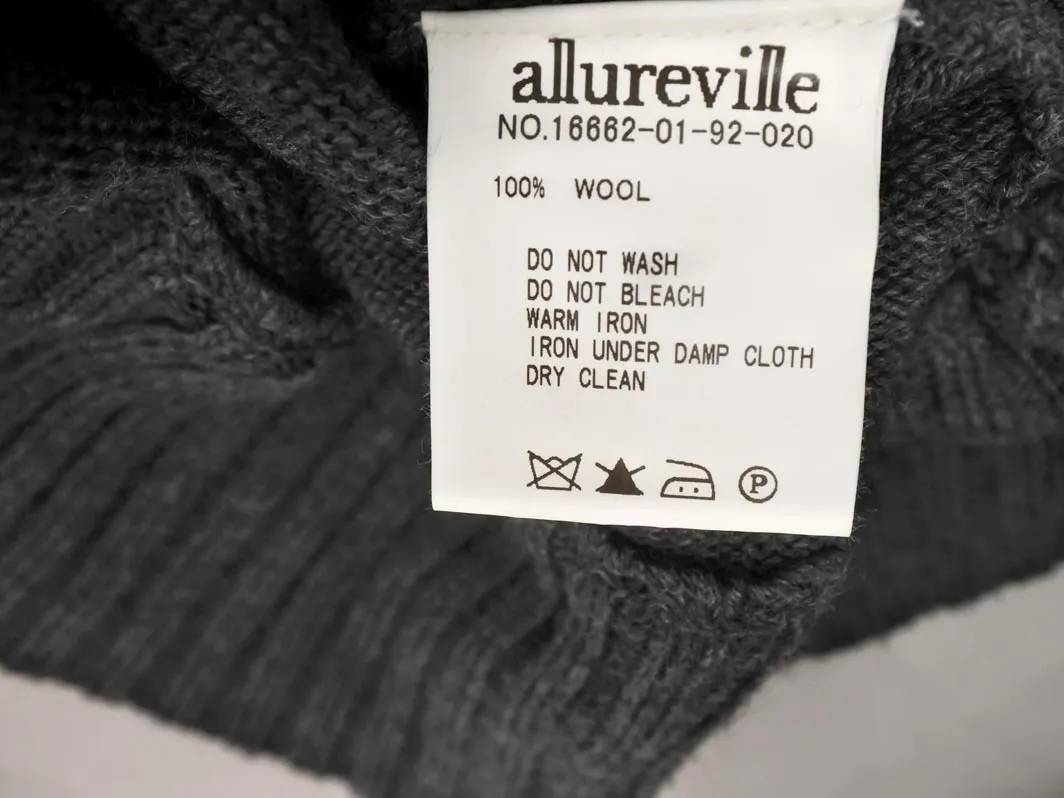 allureville
NO.16662-01-92-020
100% WOOL
DO NOT WASH
DO NOT BLEACH
WARM IRON
IRON UNDER DAMP CLOTH
DRY CLEAN
P